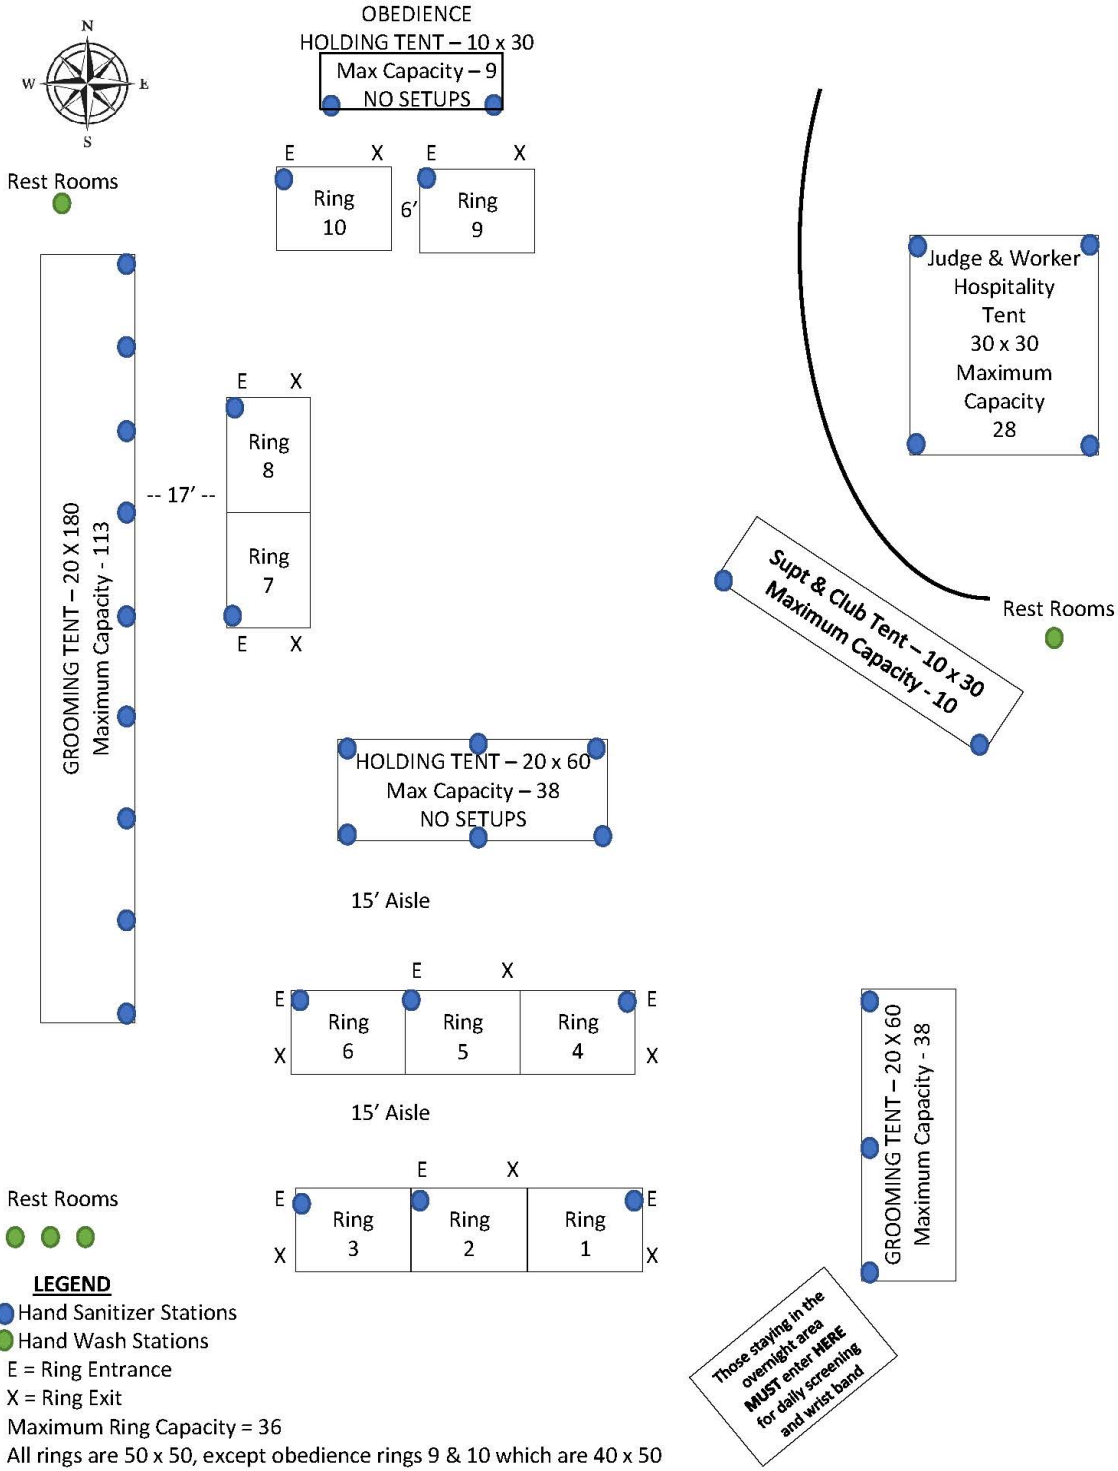 OBEDIENCE
HOLDING TENT – 10 x 30
Max Capacity – 9
NO SETUPS
N
W E
S
Rest Rooms
E X E X
Ring
10
6’
Ring
9
Judge & Worker
Hospitality
Tent
30 x 30
Maximum
Capacity
28
E X
Ring
8
-- 17’ --
Ring
7
E X
GROOMING TENT – 20 X 180
Maximum Capacity - 113
Supt & Club Tent – 10 x 30
Maximum Capacity - 10
Rest Rooms
HOLDING TENT – 20 x 60
Max Capacity – 38
NO SETUPS
15’ Aisle
E X
E E
Ring
6
Ring
5
Ring
4
X X
15’ Aisle
GROOMING TENT – 20 X 60
Maximum Capacity - 38
E X
E E
Ring
3
Ring
2
Ring
1
X X
Rest Rooms
Those staying in the
overnight area
MUST enter HERE
for daily screening
and wrist band
LEGEND
Hand Sanitizer Stations
Hand Wash Stations
E = Ring Entrance
X = Ring Exit
Maximum Ring Capacity = 36
All rings are 50 x 50, except obedience rings 9 & 10 which are 40 x 50